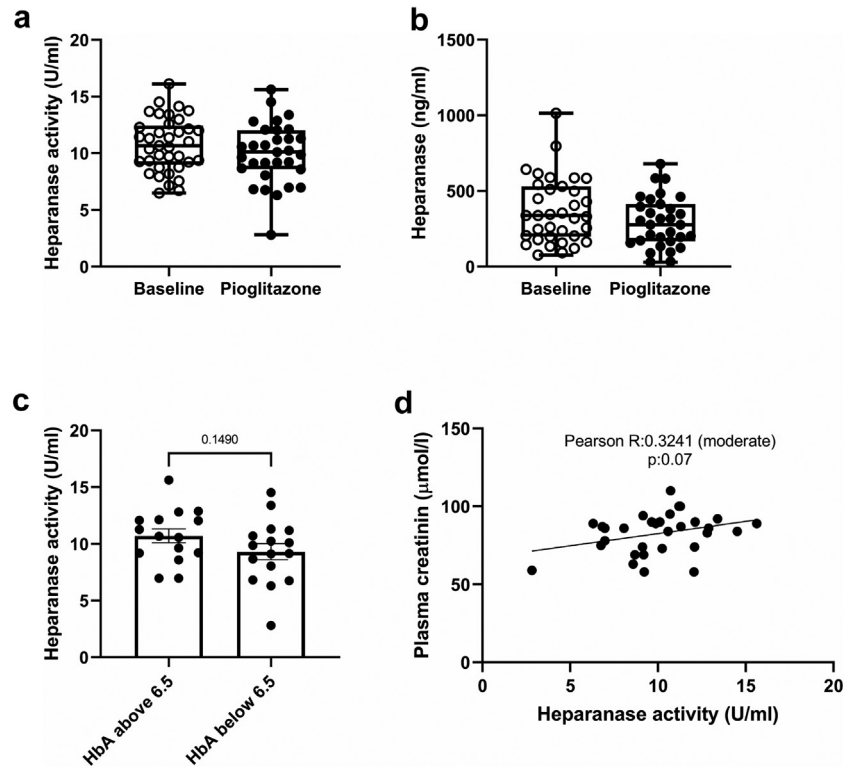 a
Heparanase activity (U/ml)
20
15
10
5
0
Baseline Pioglitazone
b
Heparanase (ng/ml)
1500
1000
500
0
Baseline Pioglitazone
c
Heparanase activity (U/ml)
20
15
10
5
0
0.1490
HbA above 6.5
HbA below 6.5
d
Plasma creatinin (μmol/l)
150
100
50
0
Pearson R:0.3241 (moderate)
p:0.07
0 5 10 15 20
Heparanase activity (U/ml)